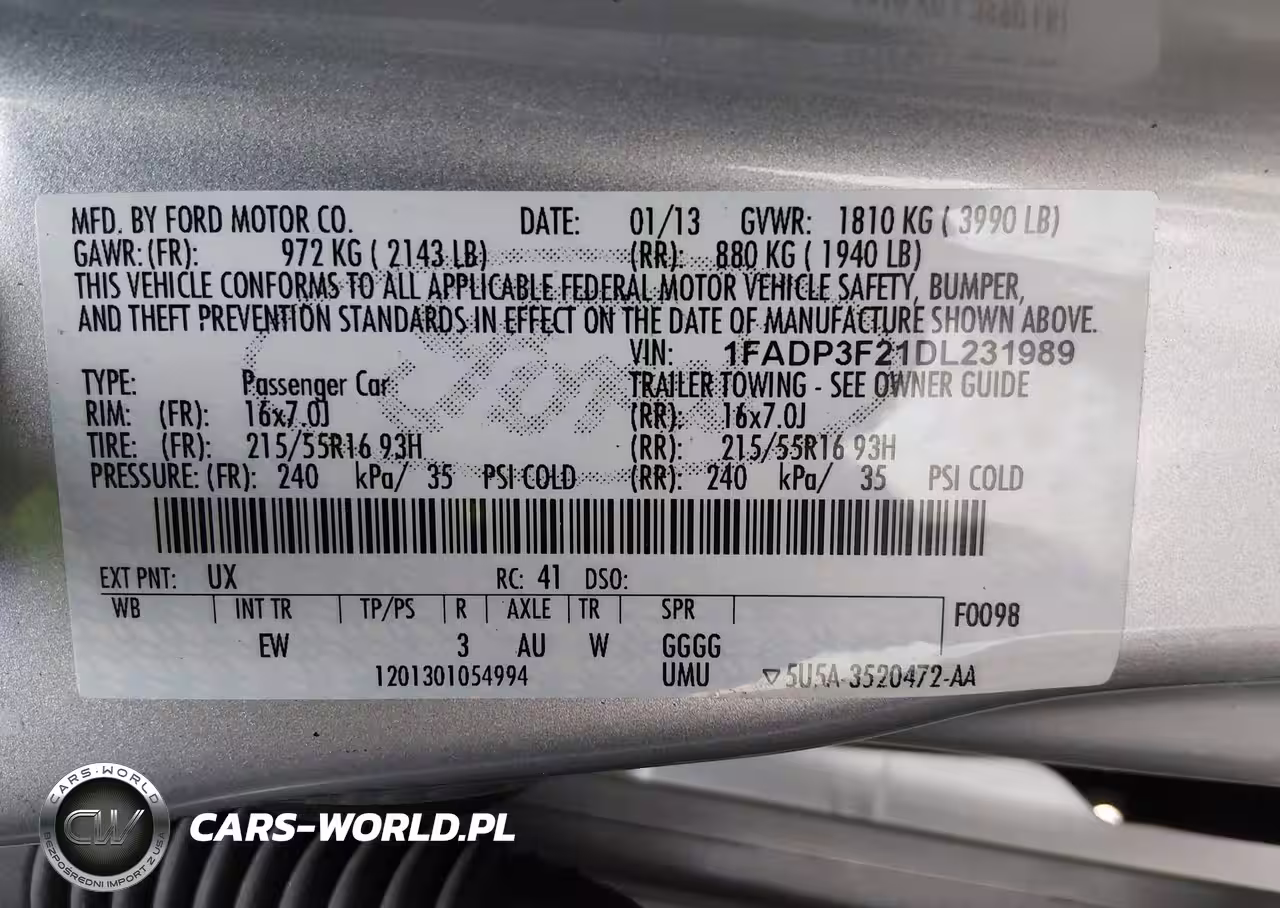 MFD. BY FORD MOTOR CO. DATE: 01/13 GVWR: 1810 KG ( 3990 LB)
GAWR: (FR): 972 KG ( 2143 LB) (RR): 880 KG ( 1940 LB)
THIS VEHICLE CONFORMS TO ALL APPLICABLE FEDERAL MOTOR VEHICLE SAFETY, BUMPER,
AND THEFT PREVENTION STANDARDS IN EFFECT ON THE DATE OF MANUFACTURE SHOWN ABOVE.
VIN: 1FADP3F21DL231989
TYPE: Passenger Car TRAILER TOWING - SEE OWNER GUIDE
RIM: (FR): 16x7.0J (RR): 16x7.0J
TIRE: (FR): 215/55R16 93H (RR): 215/55R16 93H
PRESSURE: (FR): 240 kPa/ 35 PSI COLD (RR): 240 kPa/ 35 PSI COLD
EXT PNT: UX RC: 41 DSO:
WB INT TR TP/PS R AXLE TR SPR F0098
EW 3 AU W GGGG
1201301054994 UMU ▽5U5A-3520472-AA
CARS-WORLD
CW
BEZPOŚREDNI IMPORT Z USA
CARS-WORLD.PL